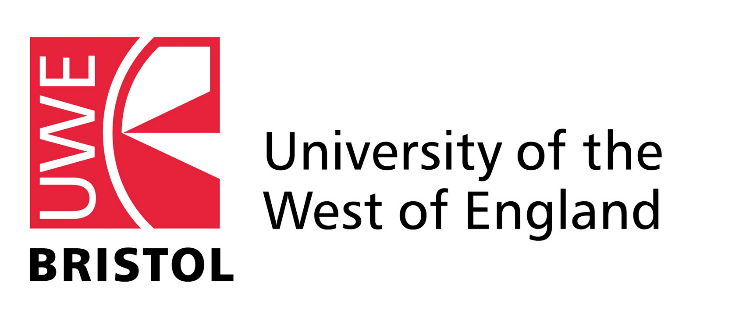 UWE
BRISTOL
University of the
West of England